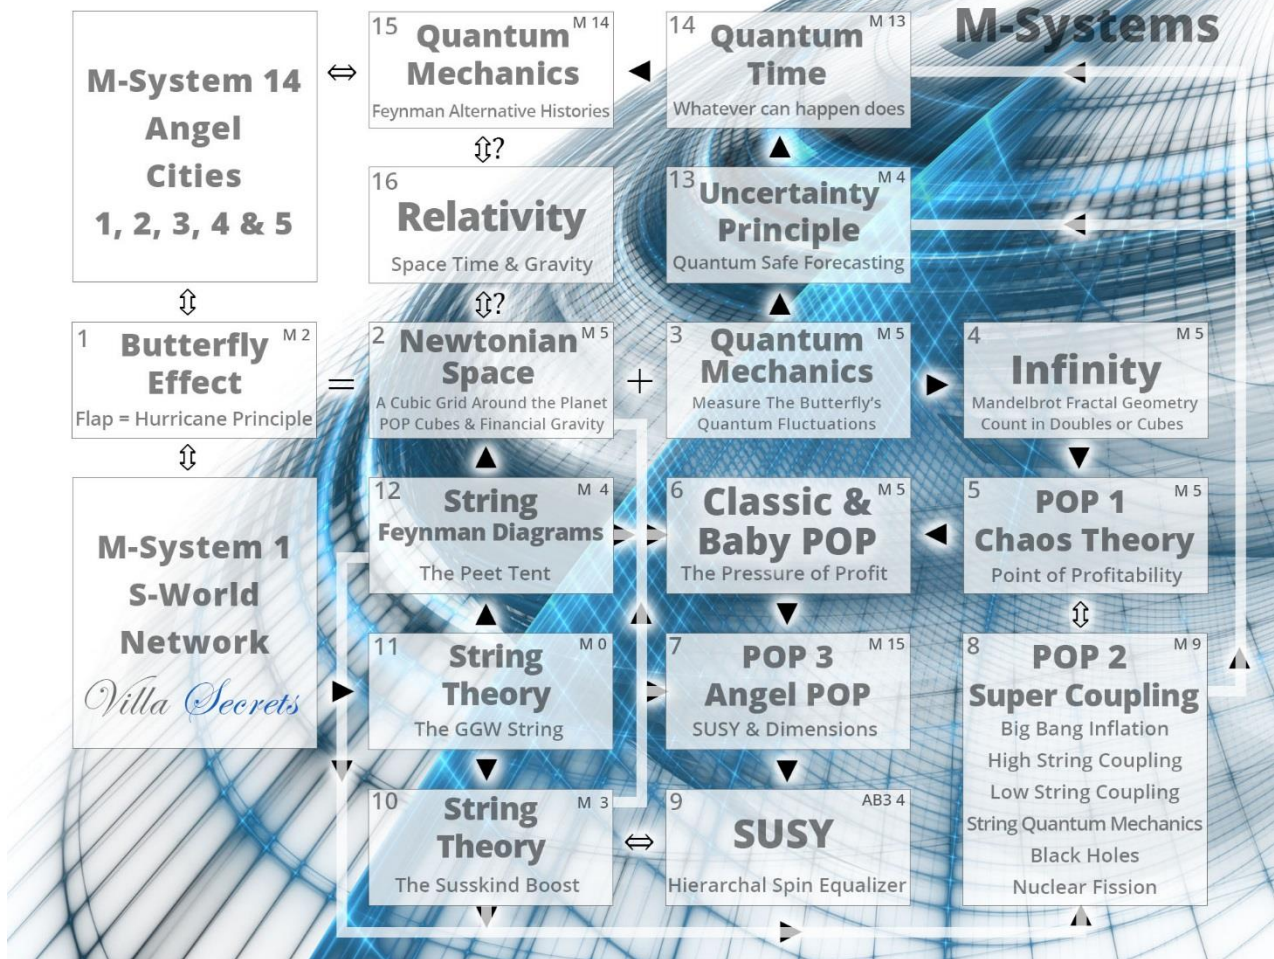 M-Systems
M-System 14
Angel
Cities
1, 2, 3, 4 & 5
15 Quantum M 14
Mechanics
Feynman Alternative Histories
14 Quantum M 13
Time
Whatever can happen does
⇕?
16
Relativity
Space Time & Gravity
13 Uncertainty M 4
Principle
Quantum Safe Forecasting
⇕?
1 Butterfly M 2
Effect
Flap = Hurricane Principle
=
2 Newtonian M 5
Space
A Cubic Grid Around the Planet
POP Cubes & Financial Gravity
+
3 Quantum M 5
Mechanics
Measure The Butterfly's
Quantum Fluctuations
4 M 5
Infinity
Mandelbrot Fractal Geometry
Count in Doubles or Cubes
M-System 1
S-World
Network
Villa Secrets
12 String M 4
Feynman Diagrams
The Peet Tent
6 Classic & M 5
Baby POP
The Pressure of Profit
5 POP 1 M 5
Chaos Theory
Point of Profitability
11 String M 0
Theory
The GGW String
7 POP 3 M 15
Angel POP
SUSY & Dimensions
8 POP 2 M 9
Super Coupling
Big Bang Inflation
High String Coupling
Low String Coupling
String Quantum Mechanics
Black Holes
Nuclear Fission
10 String M 3
Theory
The Susskind Boost
9 AB3 4
SUSY
Hierarchal Spin Equalizer